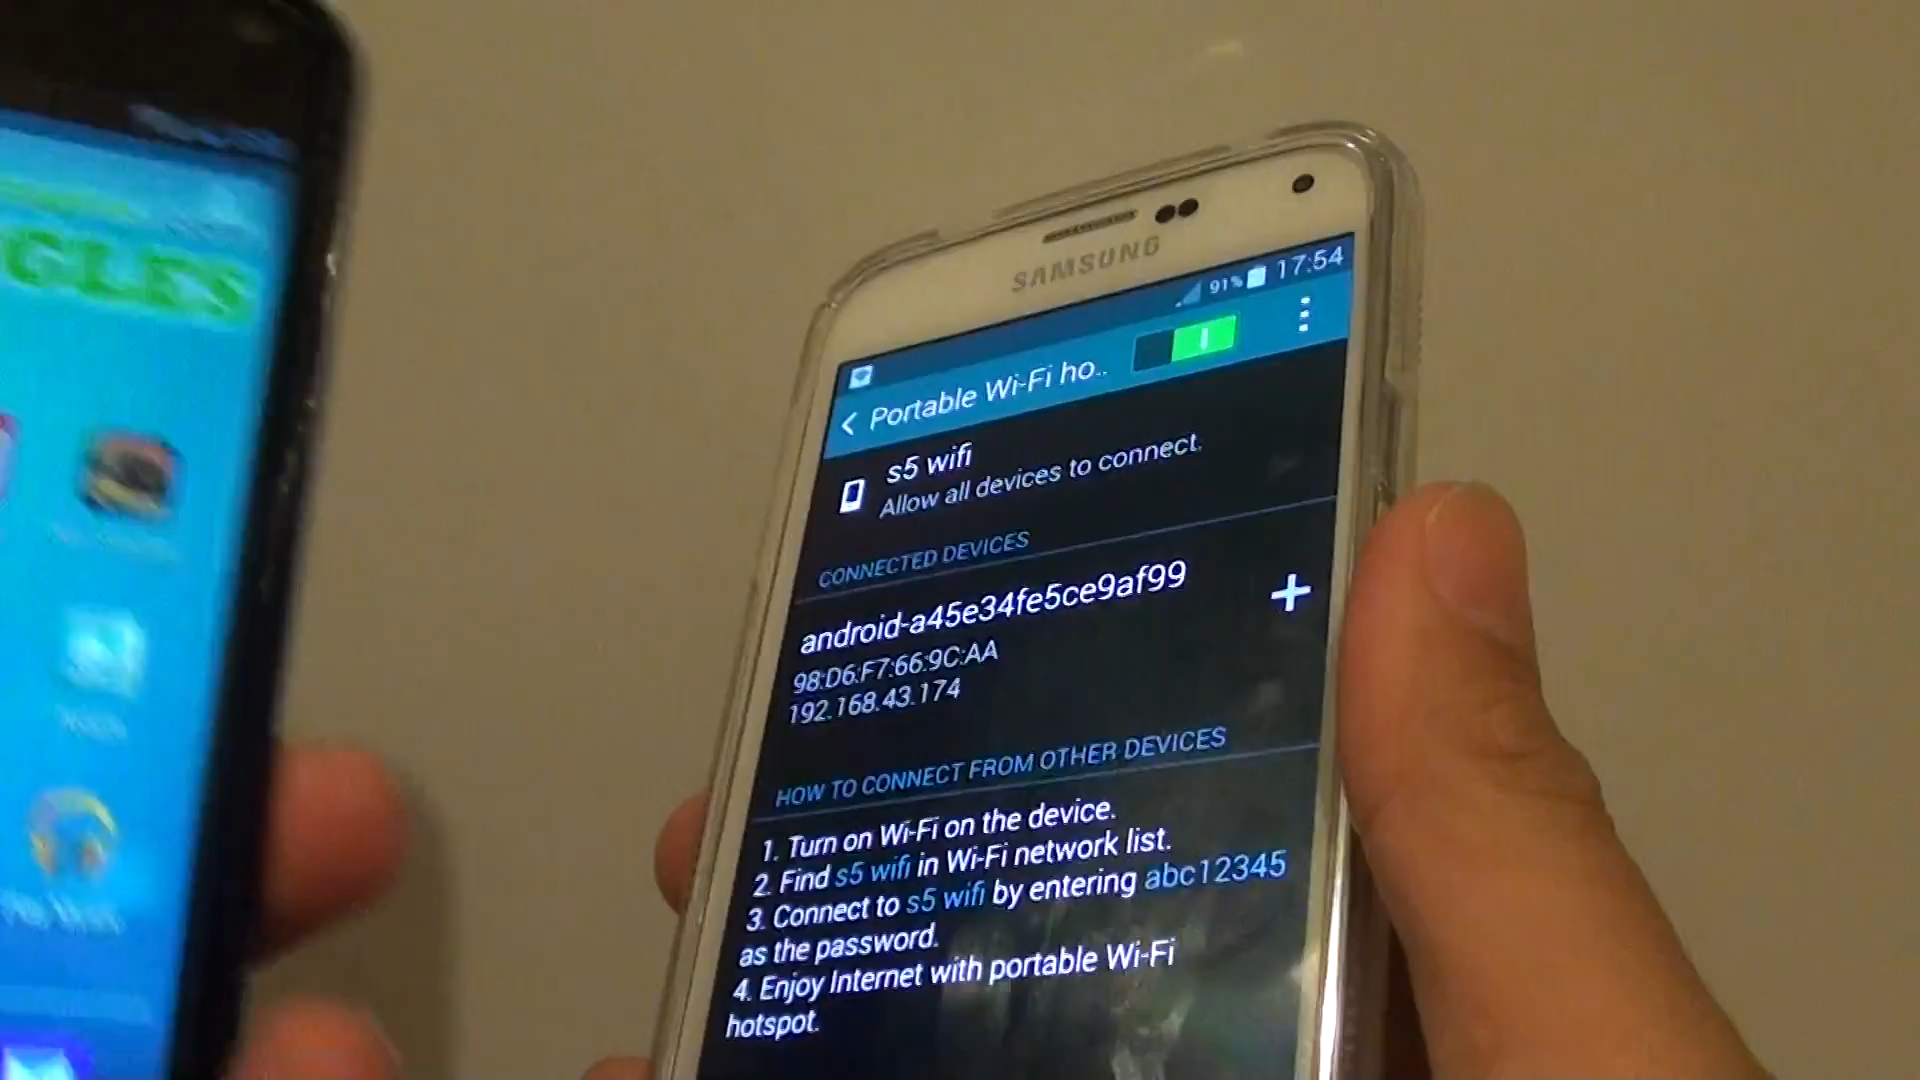 GLES
SAMSUNG
91% 17:54
Portable Wi-Fi ho..
s5 wifi
Allow all devices to connect.
CONNECTED DEVICES
android-a45e34fe5ce9af99
98:D6:F7:66:9C:AA
192.168.43.174
HOW TO CONNECT FROM OTHER DEVICES
1. Turn on Wi-Fi on the device.
2. Find s5 wifi in Wi-Fi network list.
3. Connect to s5 wifi by entering abc12345
as the password.
4. Enjoy Internet with portable Wi-Fi
hotspot.